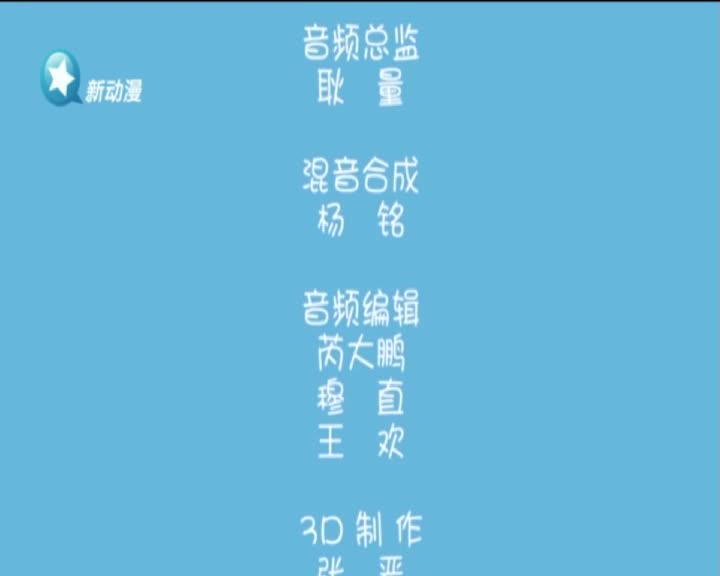 音频总监
耿 量
新动漫
混音合成
杨 铭
音频编辑
芮大鹏
穆 直
王 欢
3D 制 作